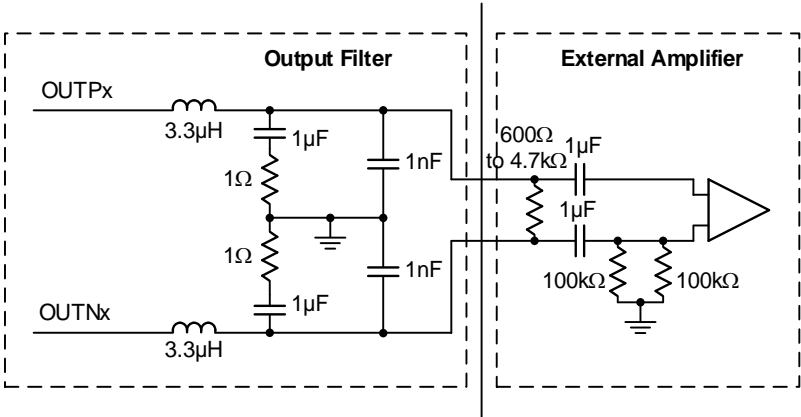 Output Filter
External Amplifier
OUTPx
3.3µH
1µF
1Ω
1nF
600Ω
to 4.7kΩ
1µF
1µF
1Ω
1nF
100kΩ
100kΩ
1µF
OUTNx
3.3µH